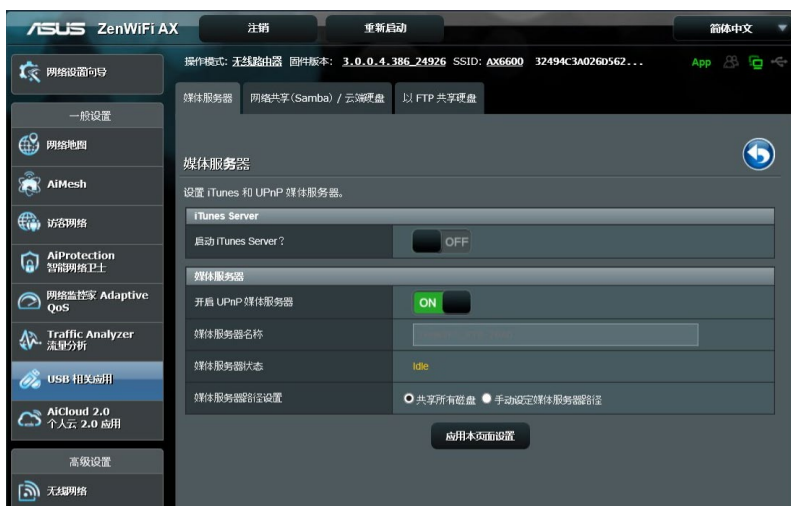 ASUS ZenWiFi AX 注销 重新启动 简体中文
操作模式: 无线路由器 固件版本: 3.0.0.4.386_24926 SSID: AX6600 32494C3A026D562... App
网络设置向导
媒体服务器 网络共享(Samba) / 云端硬盘 以 FTP 共享硬盘
一般设置
网络地图
媒体服务器
AiMesh
设置 iTunes 和 UPnP 媒体服务器。
iTunes Server
访客网络
启动 iTunes Server？ OFF
AiProtection
智能网络卫士
媒体服务器
网络监控家 Adaptive
QoS
开启 UPnP 媒体服务器 ON
Traffic Analyzer
流量分析
媒体服务器名称
媒体服务器状态 Idle
USB 相关应用
媒体服务器路径设置 共享所有磁盘 手动设定媒体服务器路径
AiCloud 2.0
个人云 2.0 应用
应用本页面设置
高级设置
无线网络